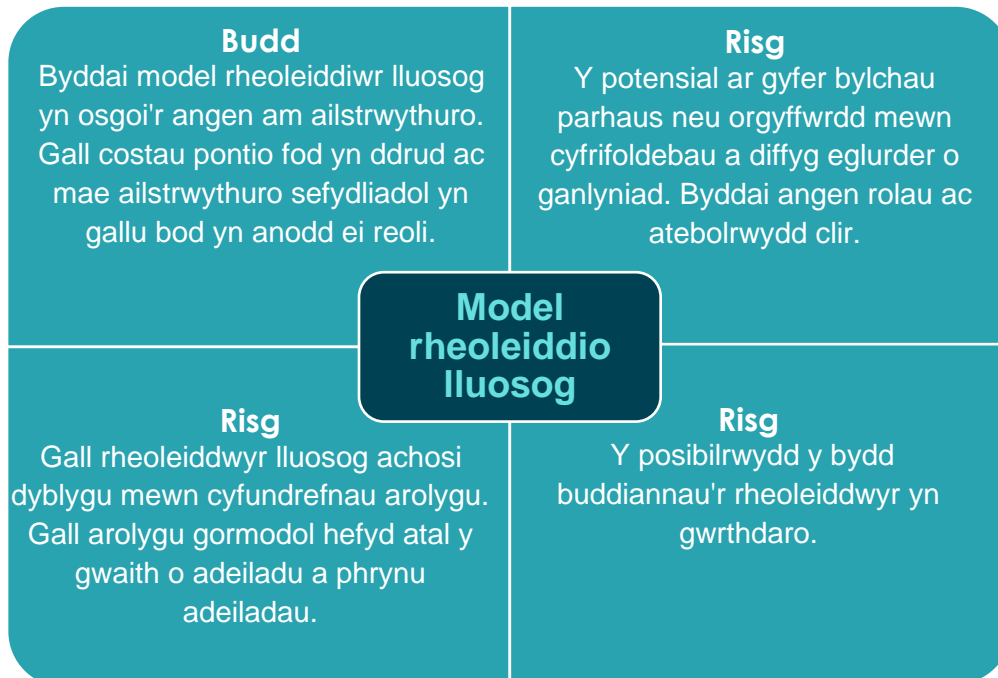 Budd
Byddai model rheoleiddiwr lluosog
yn osgoi'r angen am ailstrwythuro.
Gall costau pontio fod yn ddrud ac
mae ailstrwythuro sefydliadol yn
gallu bod yn anodd ei reoli.
Risg
Y potensial ar gyfer bylchau
parhaus neu orgyffwrdd mewn
cyfrifoldebau a diffyg eglurder o
ganlyniad. Byddai angen rolau ac
atebolrwydd clir.
Model
rheoleiddio
lluosog
Risg
Gall rheoleiddwyr lluosog achosi
dyblygu mewn cyfundrefnau arolygu.
Gall arolygu gormodol hefyd atal y
gwaith o adeiladu a phrynu
adeiladau.
Risg
Y posibilrwydd y bydd
buddiannau'r rheoleiddwyr yn
gwrthdaro.